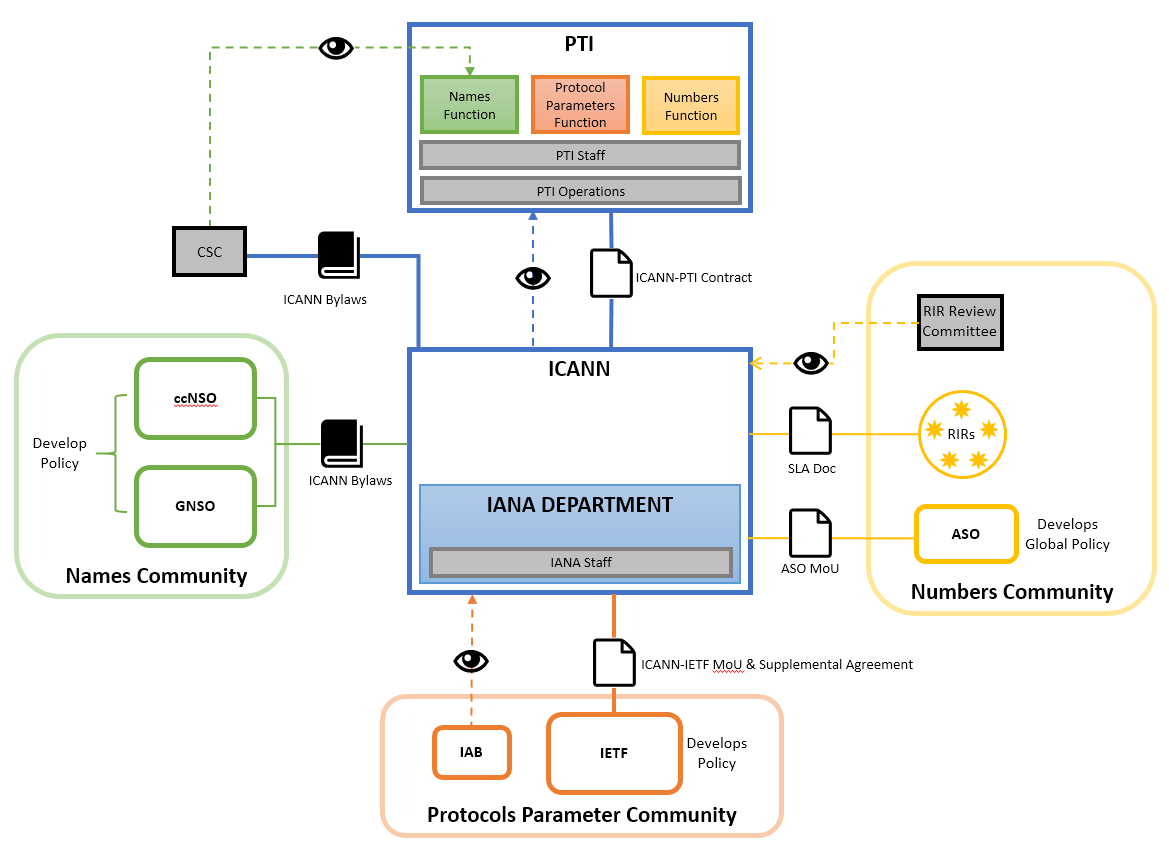 PTI
Names
Function
Protocol
Parameters
Function
Numbers
Function
PTI Staff
PTI Operations
CSC
ICANN Bylaws
ICANN-PTI Contract
RIR Review
Committee
ICANN
ccNSO
Develop
Policy
GNSO
Names Community
ICANN Bylaws
SLA Doc
RIRs
IANA DEPARTMENT
IANA Staff
ASO MoU
ASO
Develops
Global Policy
Numbers Community
ICANN-IETF MoU & Supplemental Agreement
IAB
IETF
Develops
Policy
Protocols Parameter Community